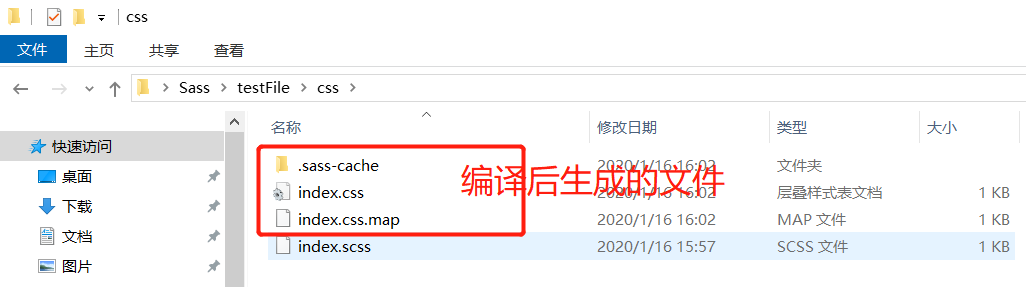 css
文件 主页 共享 查看
Sass testFile css
名称 修改日期 类型 大小
快速访问
桌面
下载
文档
图片
.sass-cache 2020/1/16 16:02 文件夹
index.css 2020/1/16 16:02 层叠样式表文档 1 KB
index.css.map 2020/1/16 16:02 MAP 文件 1 KB
index.scss 2020/1/16 15:57 SCSS 文件 1 KB
编译后生成的文件